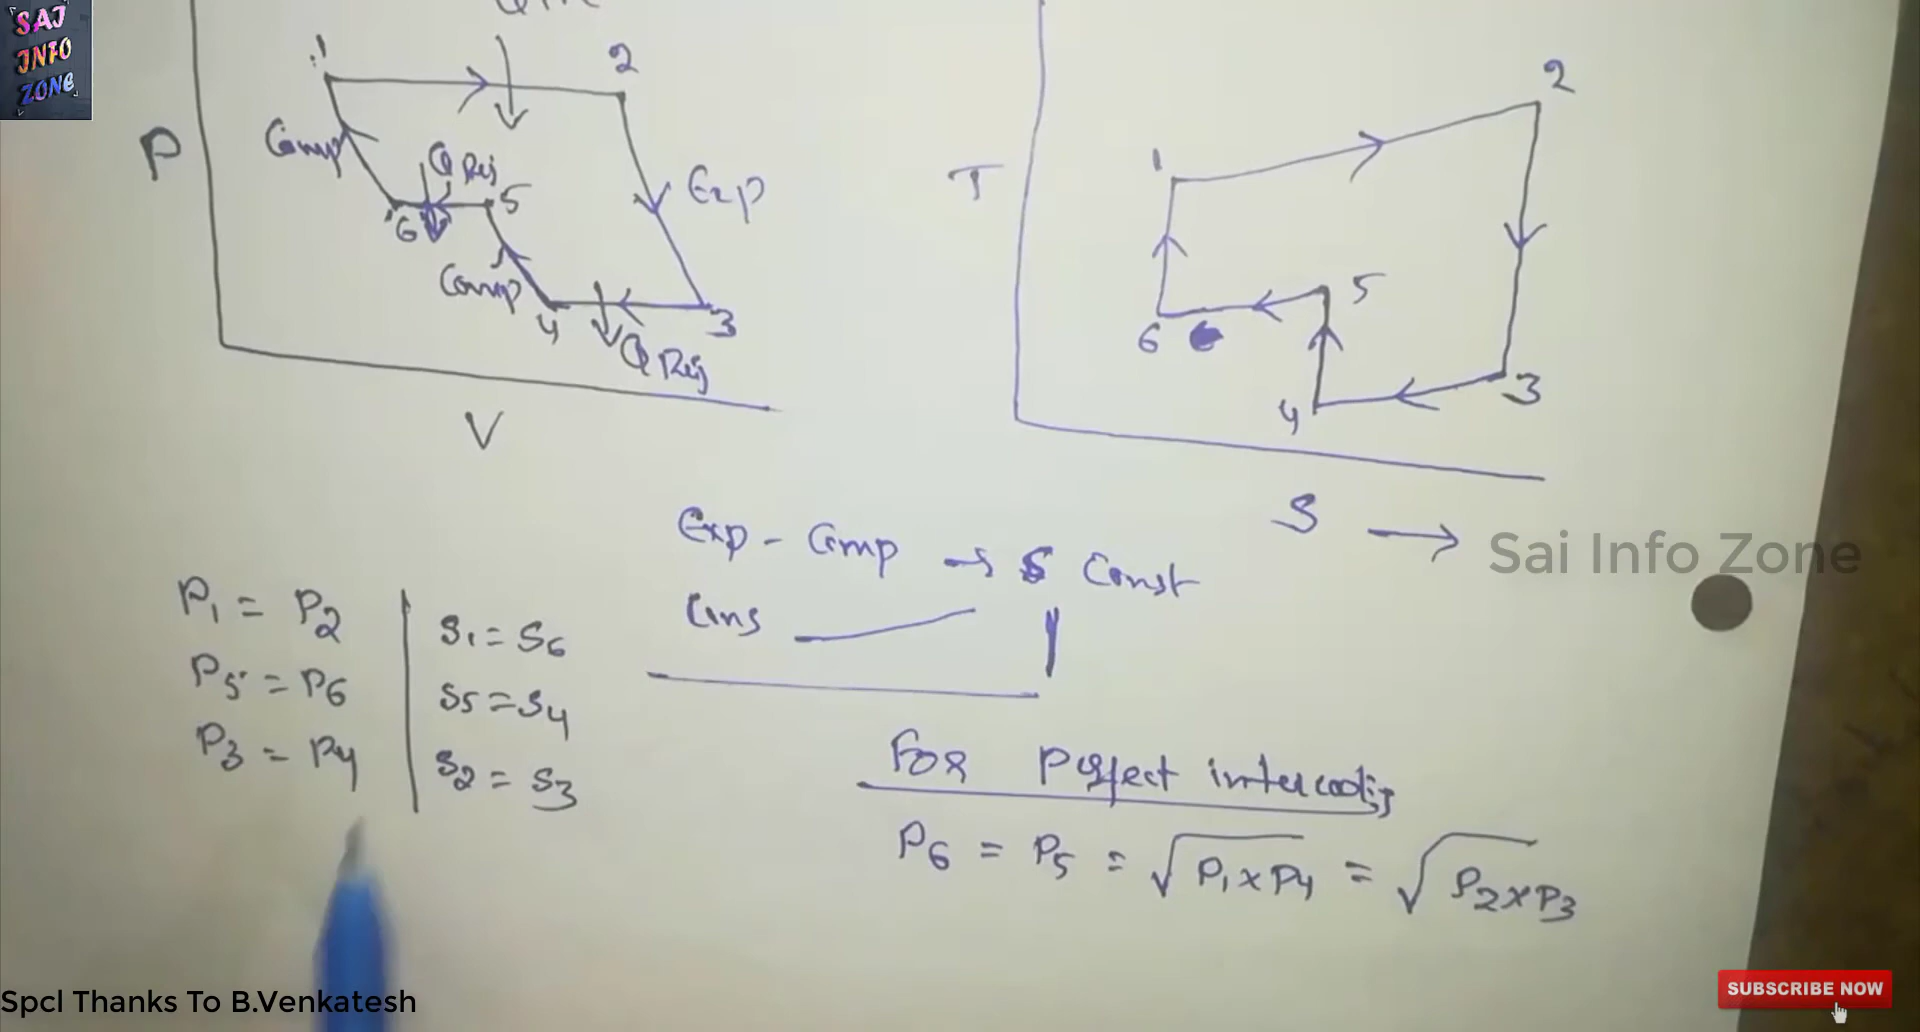 SAI
INFO
ZONE
1
2
P
Comp
Q Rej
5
Exp
6
Comp
4
3
Q Rej
V
T
1
2
5
6
4
3
S →
Sai Info Zone
Exp - Comp → S Const
P1 = P2
P5 = P6
P3 = P4
S1 = S6
S5 = S4
S2 = S3
For Perfect intercooling
P6 = P5 = √P1 x P4 = √P2 x P3
Spcl Thanks To B.Venkatesh
SUBSCRIBE NOW